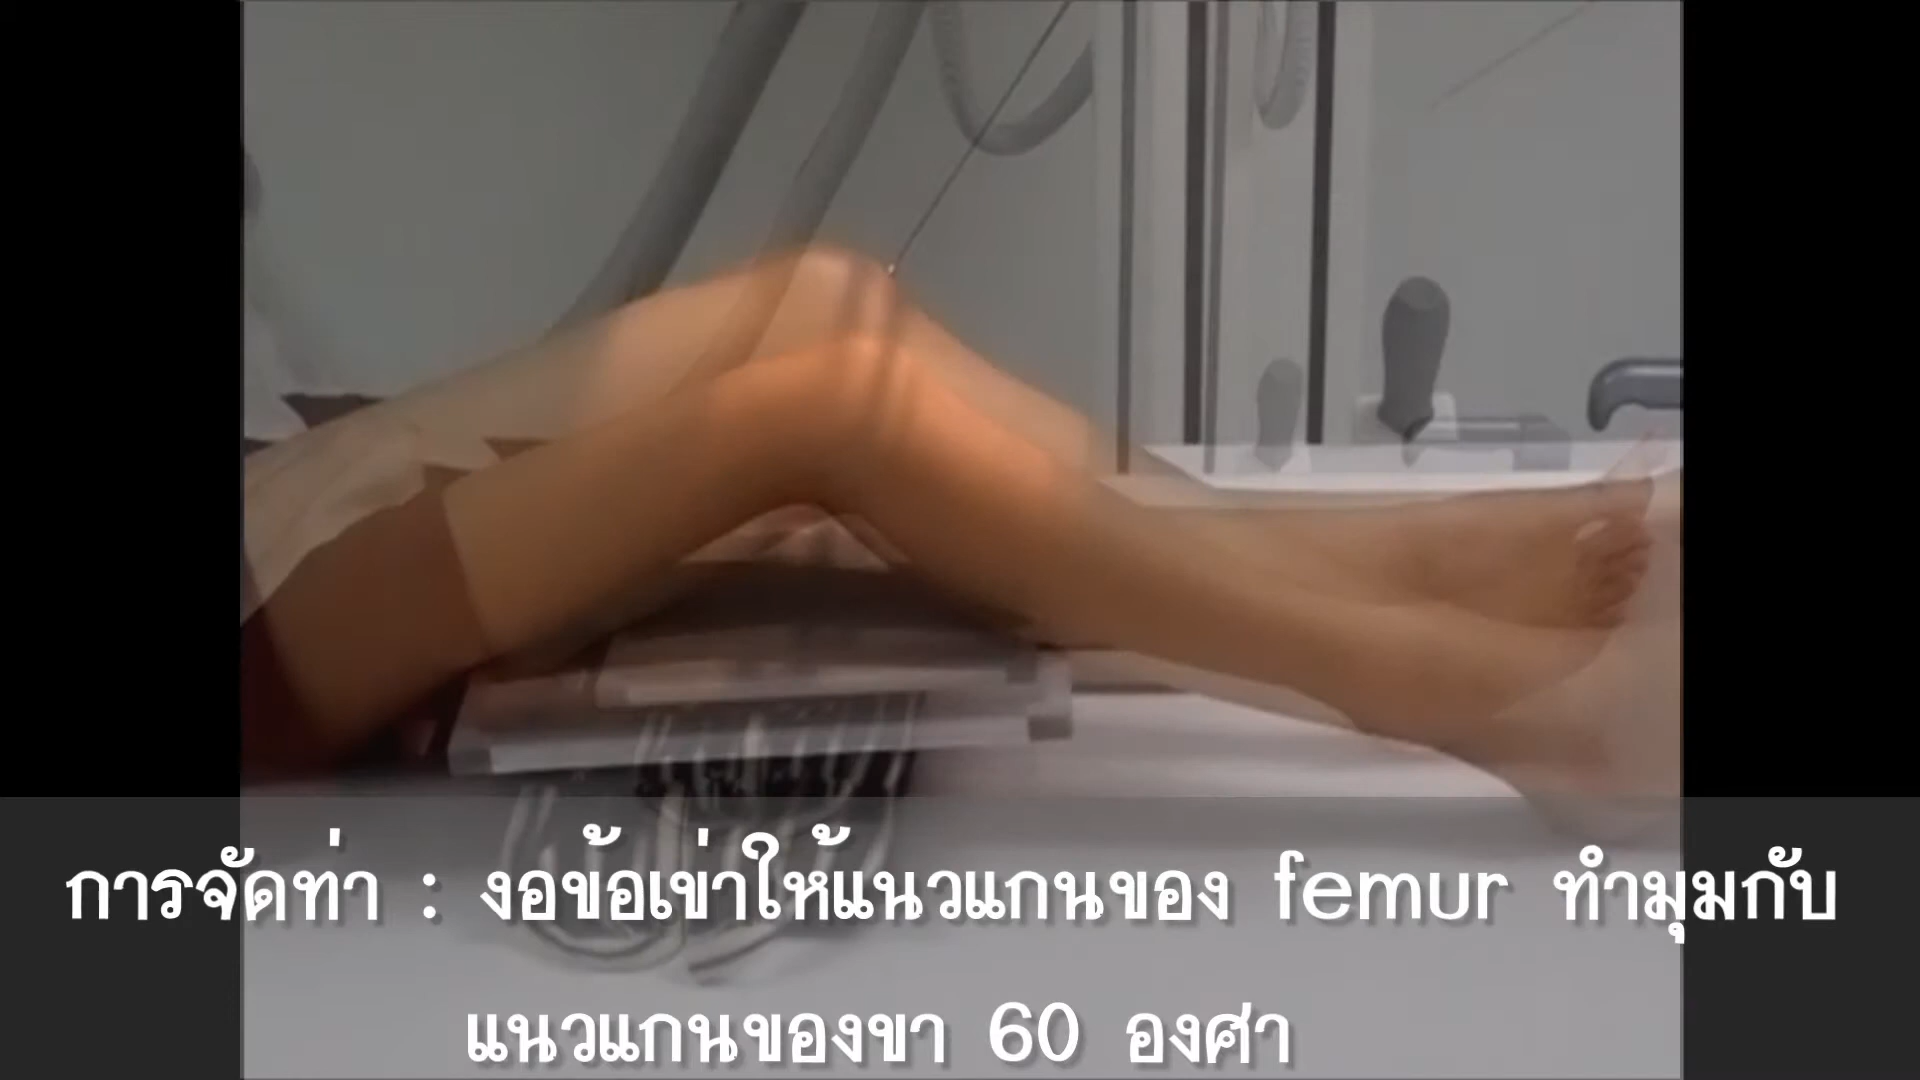 การจัดท่า : งอข้อเข่าให้แนวแกนของ femur ทำมุมกับ
แนวแกนของขา 60 องศา